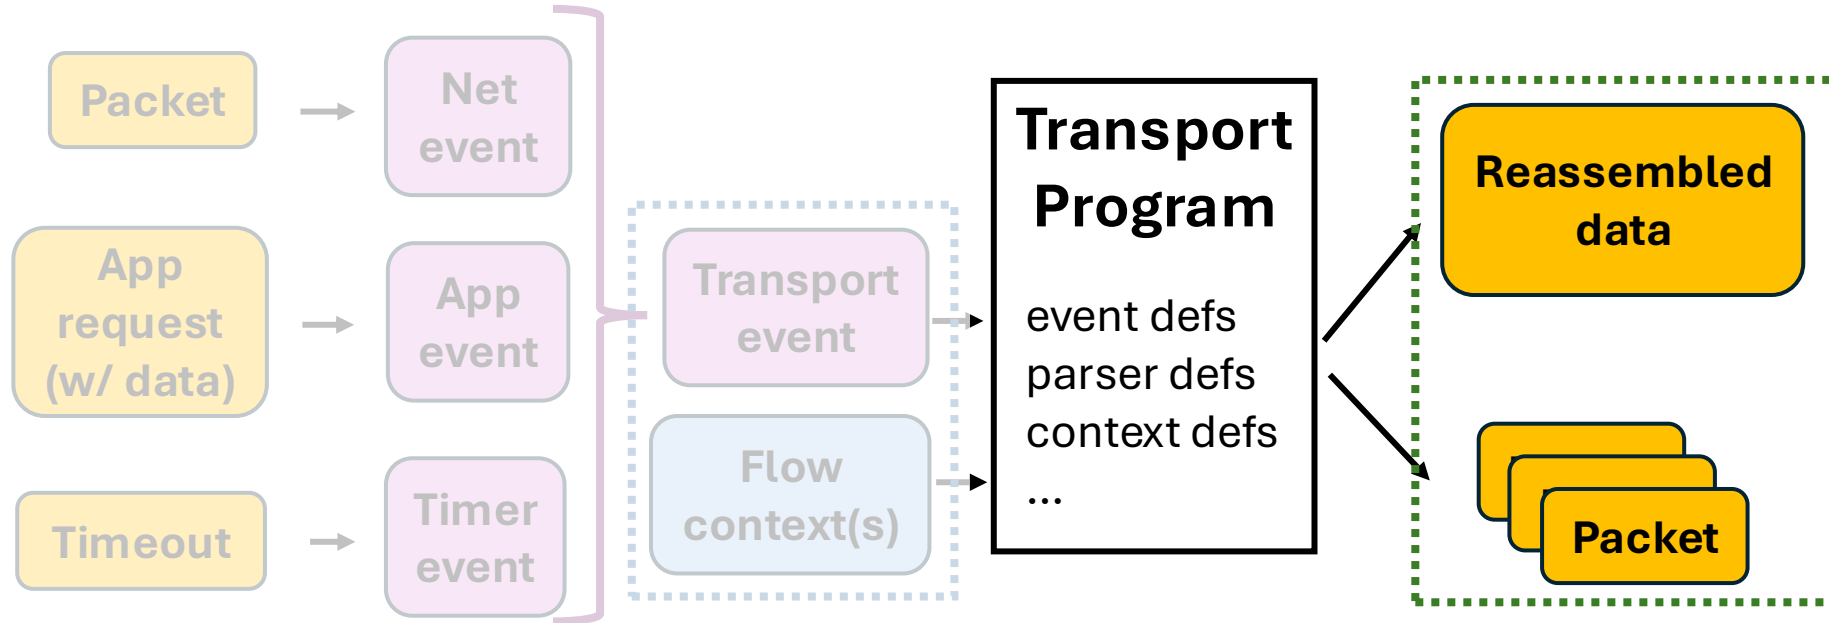 Packet
Net
event
App
request
(w/ data)
App
event
Timeout
Timer
event
Transport
event
Flow
context(s)
Transport
Program
event defs
parser defs
context defs
...
Reassembled
data
Packet